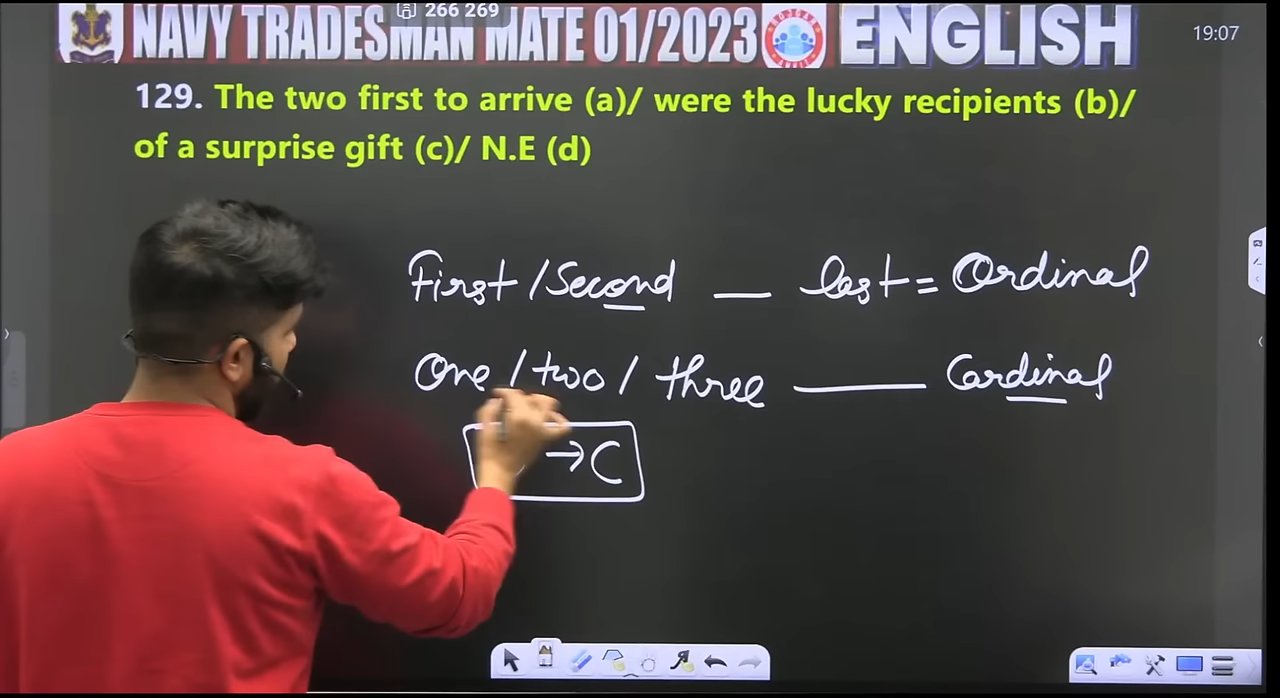 266 269
NAVY TRADESMAN MATE 01/2023 ENGLISH
19:07
129. The two first to arrive (a)/ were the lucky recipients (b)/
of a surprise gift (c)/ N.E (d)
First / Second — last = Ordinal
One / two / three — Cardinal
→ C